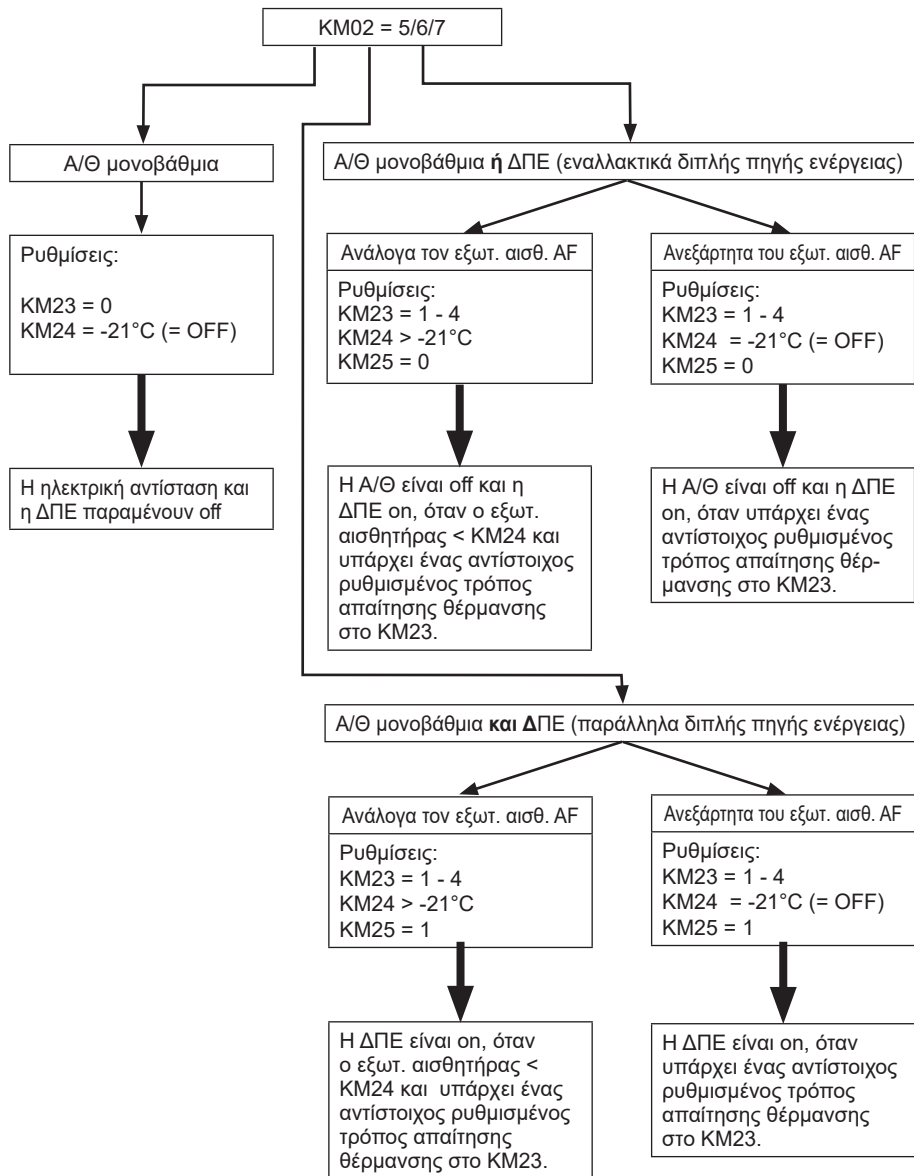 KM02 = 5/6/7
Α/Θ μονοβάθμια
Ρυθμίσεις:
KM23 = 0
KM24 = -21°C (= OFF)
Η ηλεκτρική αντίσταση και
η ΔΠΕ παραμένουν off
Α/Θ μονοβάθμια ή ΔΠΕ (εναλλακτικά διπλής πηγής ενέργειας)
Ανάλογα τον εξωτ. αισθ. AF
Ρυθμίσεις:
KM23 = 1 - 4
KM24 > -21°C
KM25 = 0
Η Α/Θ είναι off και η
ΔΠΕ on, όταν ο εξωτ.
αισθητήρας < KM24 και
υπάρχει ένας αντίστοιχος
ρυθμισμένος τρόπος
απαίτησης θέρμανσης
στο KM23.
Ανεξάρτητα του εξωτ. αισθ. AF
Ρυθμίσεις:
KM23 = 1 - 4
KM24  = -21°C (= OFF)
KM25 = 0
Η Α/Θ είναι off και η ΔΠΕ
on, όταν υπάρχει ένας
αντίστοιχος ρυθμισμένος
τρόπος απαίτησης θέρ-
μανσης στο KM23.
Α/Θ μονοβάθμια και ΔΠΕ (παράλληλα διπλής πηγής ενέργειας)
Ανάλογα τον εξωτ. αισθ. AF
Ρυθμίσεις:
KM23 = 1 - 4
KM24 > -21°C
KM25 = 1
Η ΔΠΕ είναι on, όταν
ο εξωτ. αισθητήρας <
KM24 και  υπάρχει ένας
αντίστοιχος ρυθμισμένος
τρόπος απαίτησης
θέρμανσης στο KM23.
Ανεξάρτητα του εξωτ. αισθ. AF
Ρυθμίσεις:
KM23 = 1 - 4
KM24  = -21°C (= OFF)
KM25 = 1
Η ΔΠΕ είναι on, όταν
υπάρχει ένας αντίστοιχος
ρυθμισμένος τρόπος
απαίτησης θέρμανσης
στο KM23.